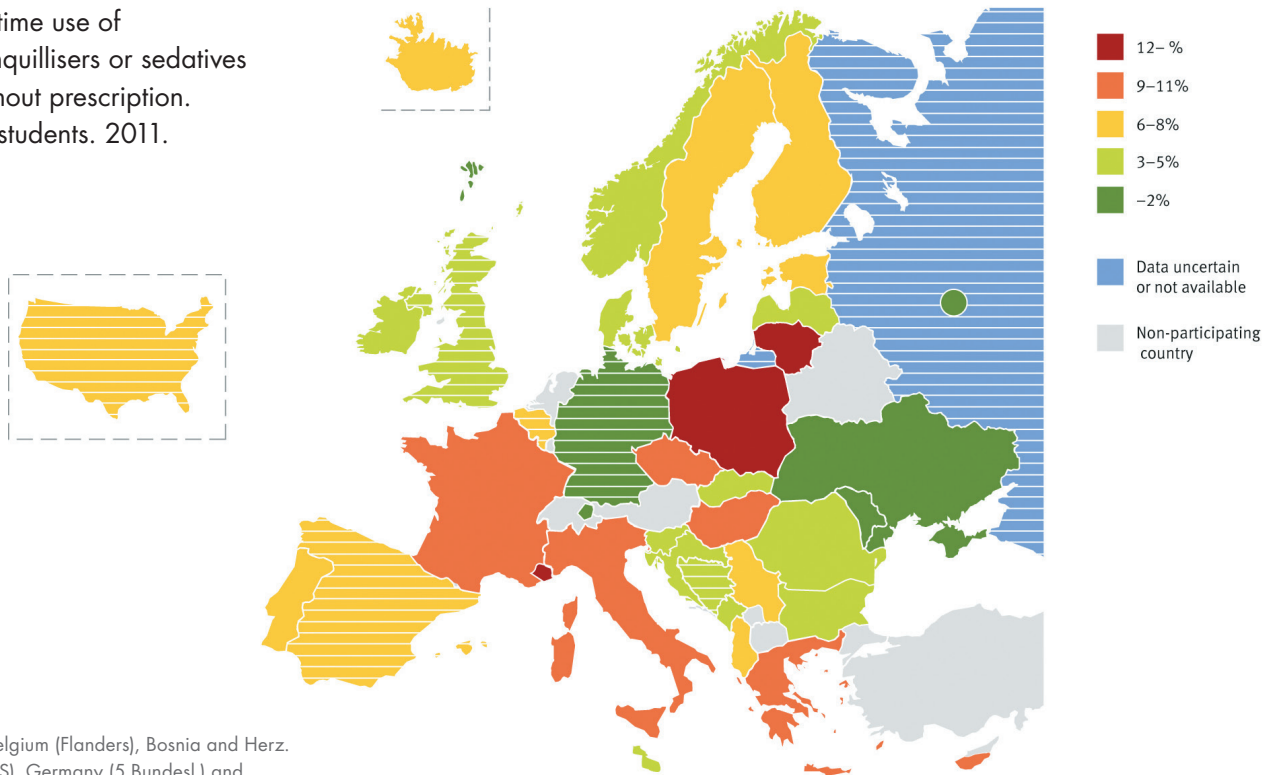 time use of
nquillisers or sedatives
hout prescription.
students. 2011.
12– %
9–11%
6–8%
3–5%
–2%
Data uncertain
or not available
Non-participating
country
elgium (Flanders), Bosnia and Herz.
S), Germany (5 Bundesl.) and